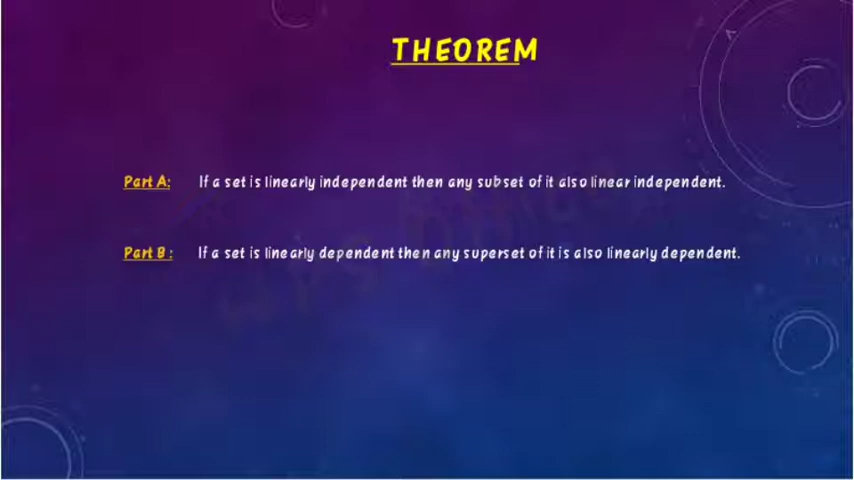 THEOREM
Part A: If a set is linearly independent then any subset of it also linear independent.
Part B : If a set is linearly dependent then any superset of it is also linearly dependent.